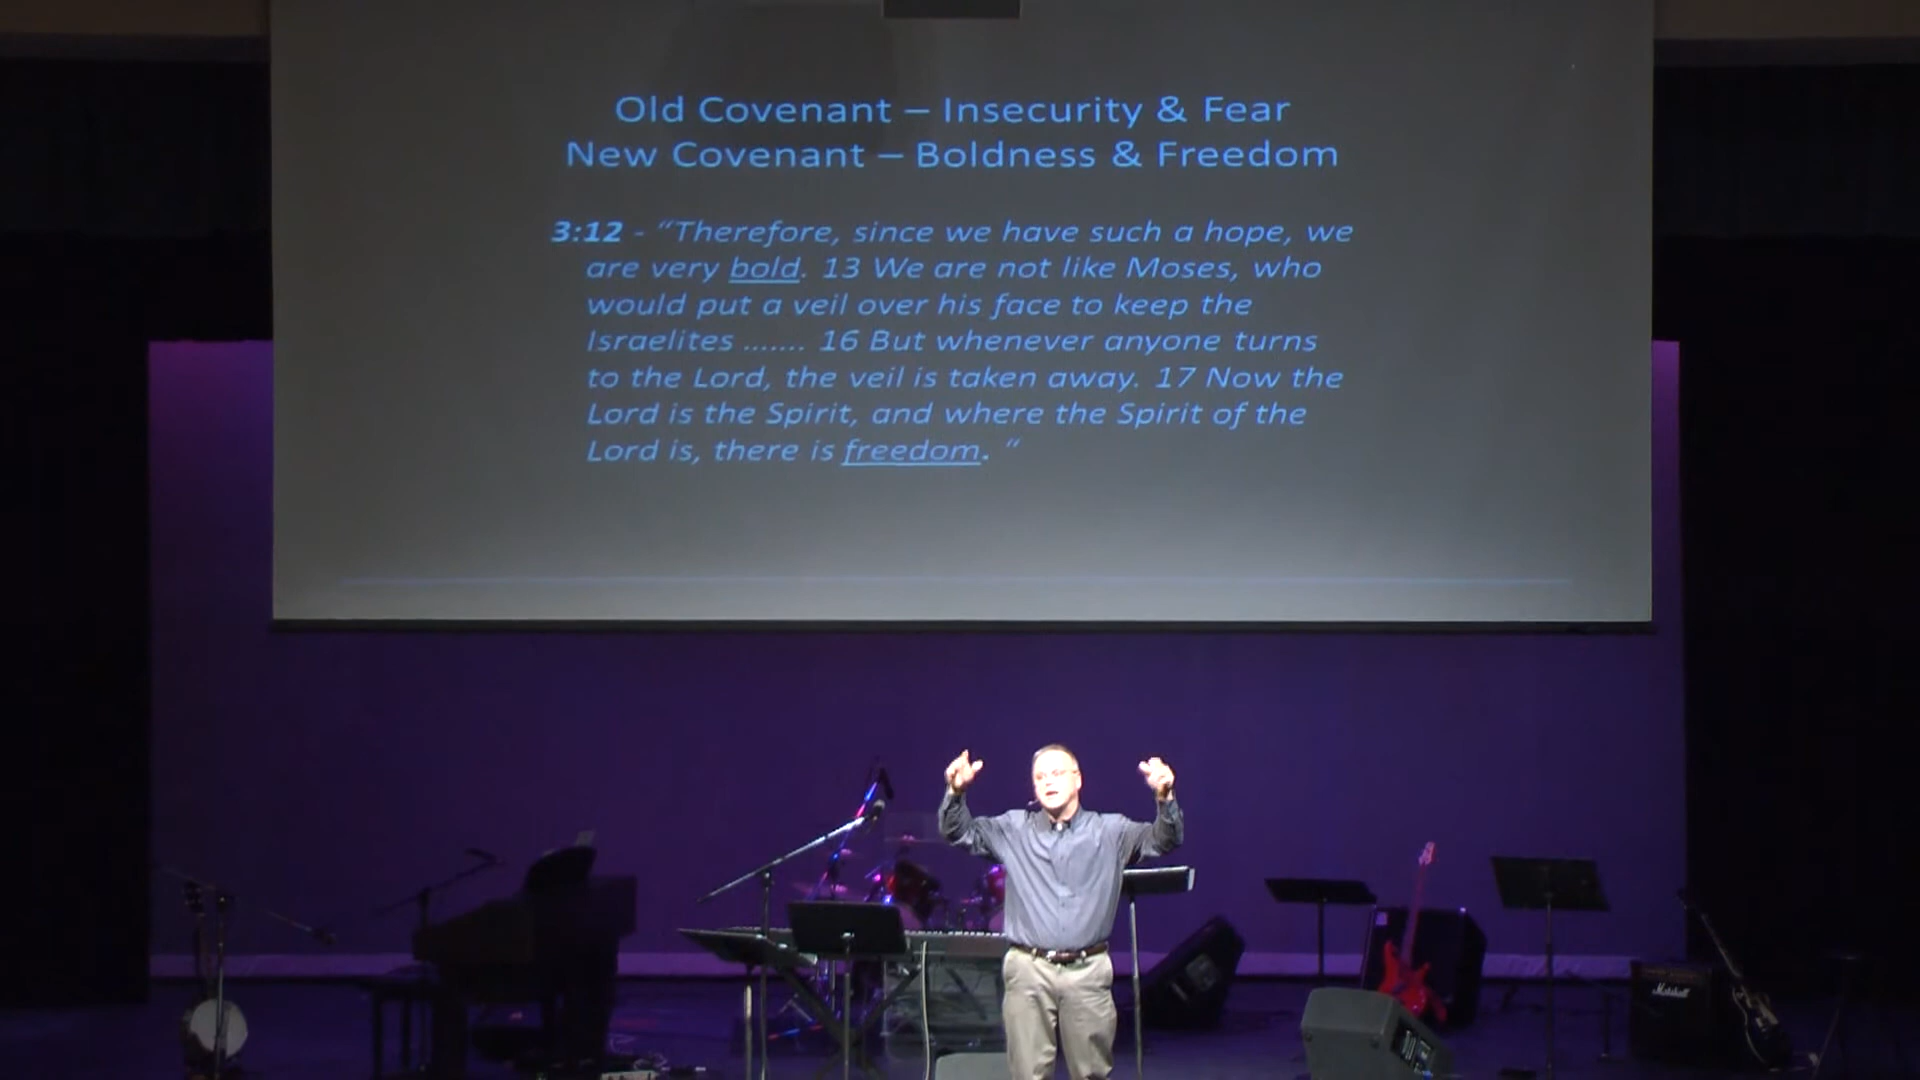 Old Covenant – Insecurity & Fear
New Covenant – Boldness & Freedom
3:12 - “Therefore, since we have such a hope, we
are very bold. 13 We are not like Moses, who
would put a veil over his face to keep the
Israelites ....... 16 But whenever anyone turns
to the Lord, the veil is taken away. 17 Now the
Lord is the Spirit, and where the Spirit of the
Lord is, there is freedom. “
Marshall